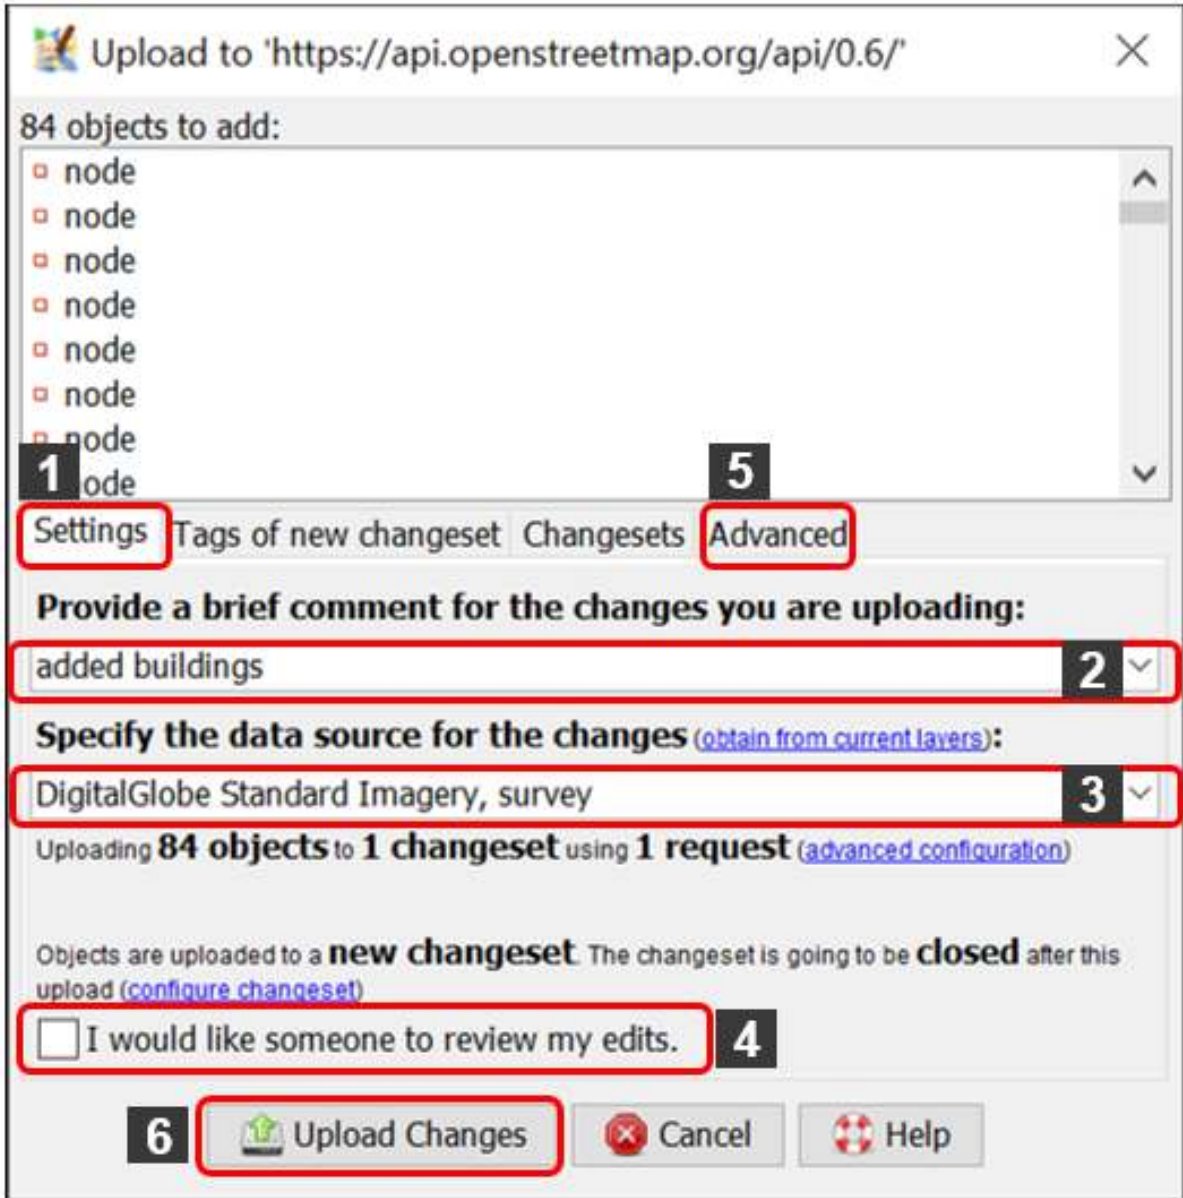 Upload to 'https://api.openstreetmap.org/api/0.6/'
84 objects to add:
node
node
node
node
node
node
node
1 ode
5
Settings Tags of new changeset Changesets Advanced
Provide a brief comment for the changes you are uploading:
added buildings 2
Specify the data source for the changes (obtain from current layers):
DigitalGlobe Standard Imagery, survey 3
Uploading 84 objects to 1 changeset using 1 request (advanced configuration)
Objects are uploaded to a new changeset. The changeset is going to be closed after this
upload (configure changeset)
I would like someone to review my edits. 4
6 Upload Changes Cancel Help